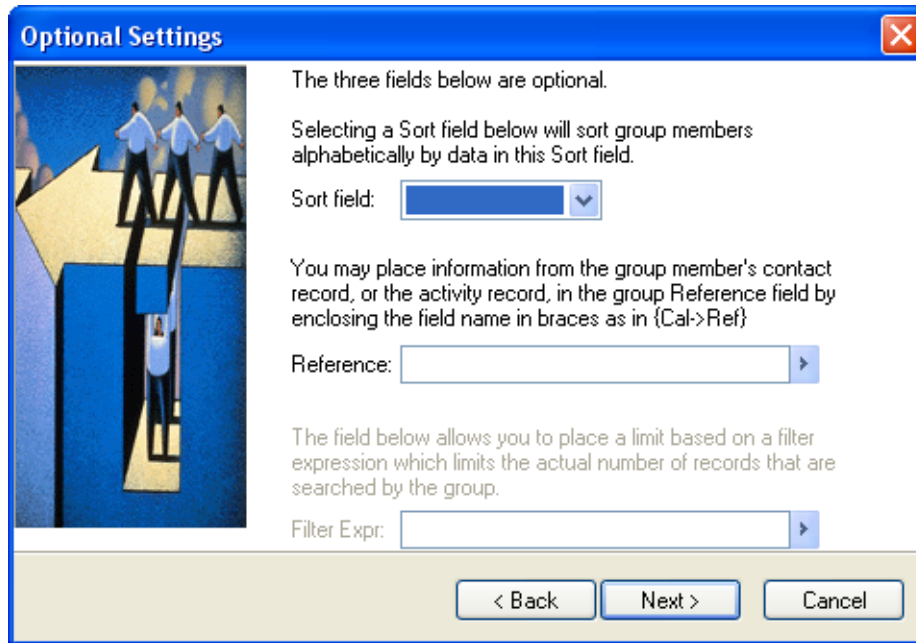 Optional Settings
The three fields below are optional.
Selecting a Sort field below will sort group members
alphabetically by data in this Sort field.
Sort field:
You may place information from the group member's contact
record, or the activity record, in the group Reference field by
enclosing the field name in braces as in {Cal->Ref}
Reference:
The field below allows you to place a limit based on a filter
expression which limits the actual number of records that are
searched by the group.
Filter Expr:
< Back Next > Cancel